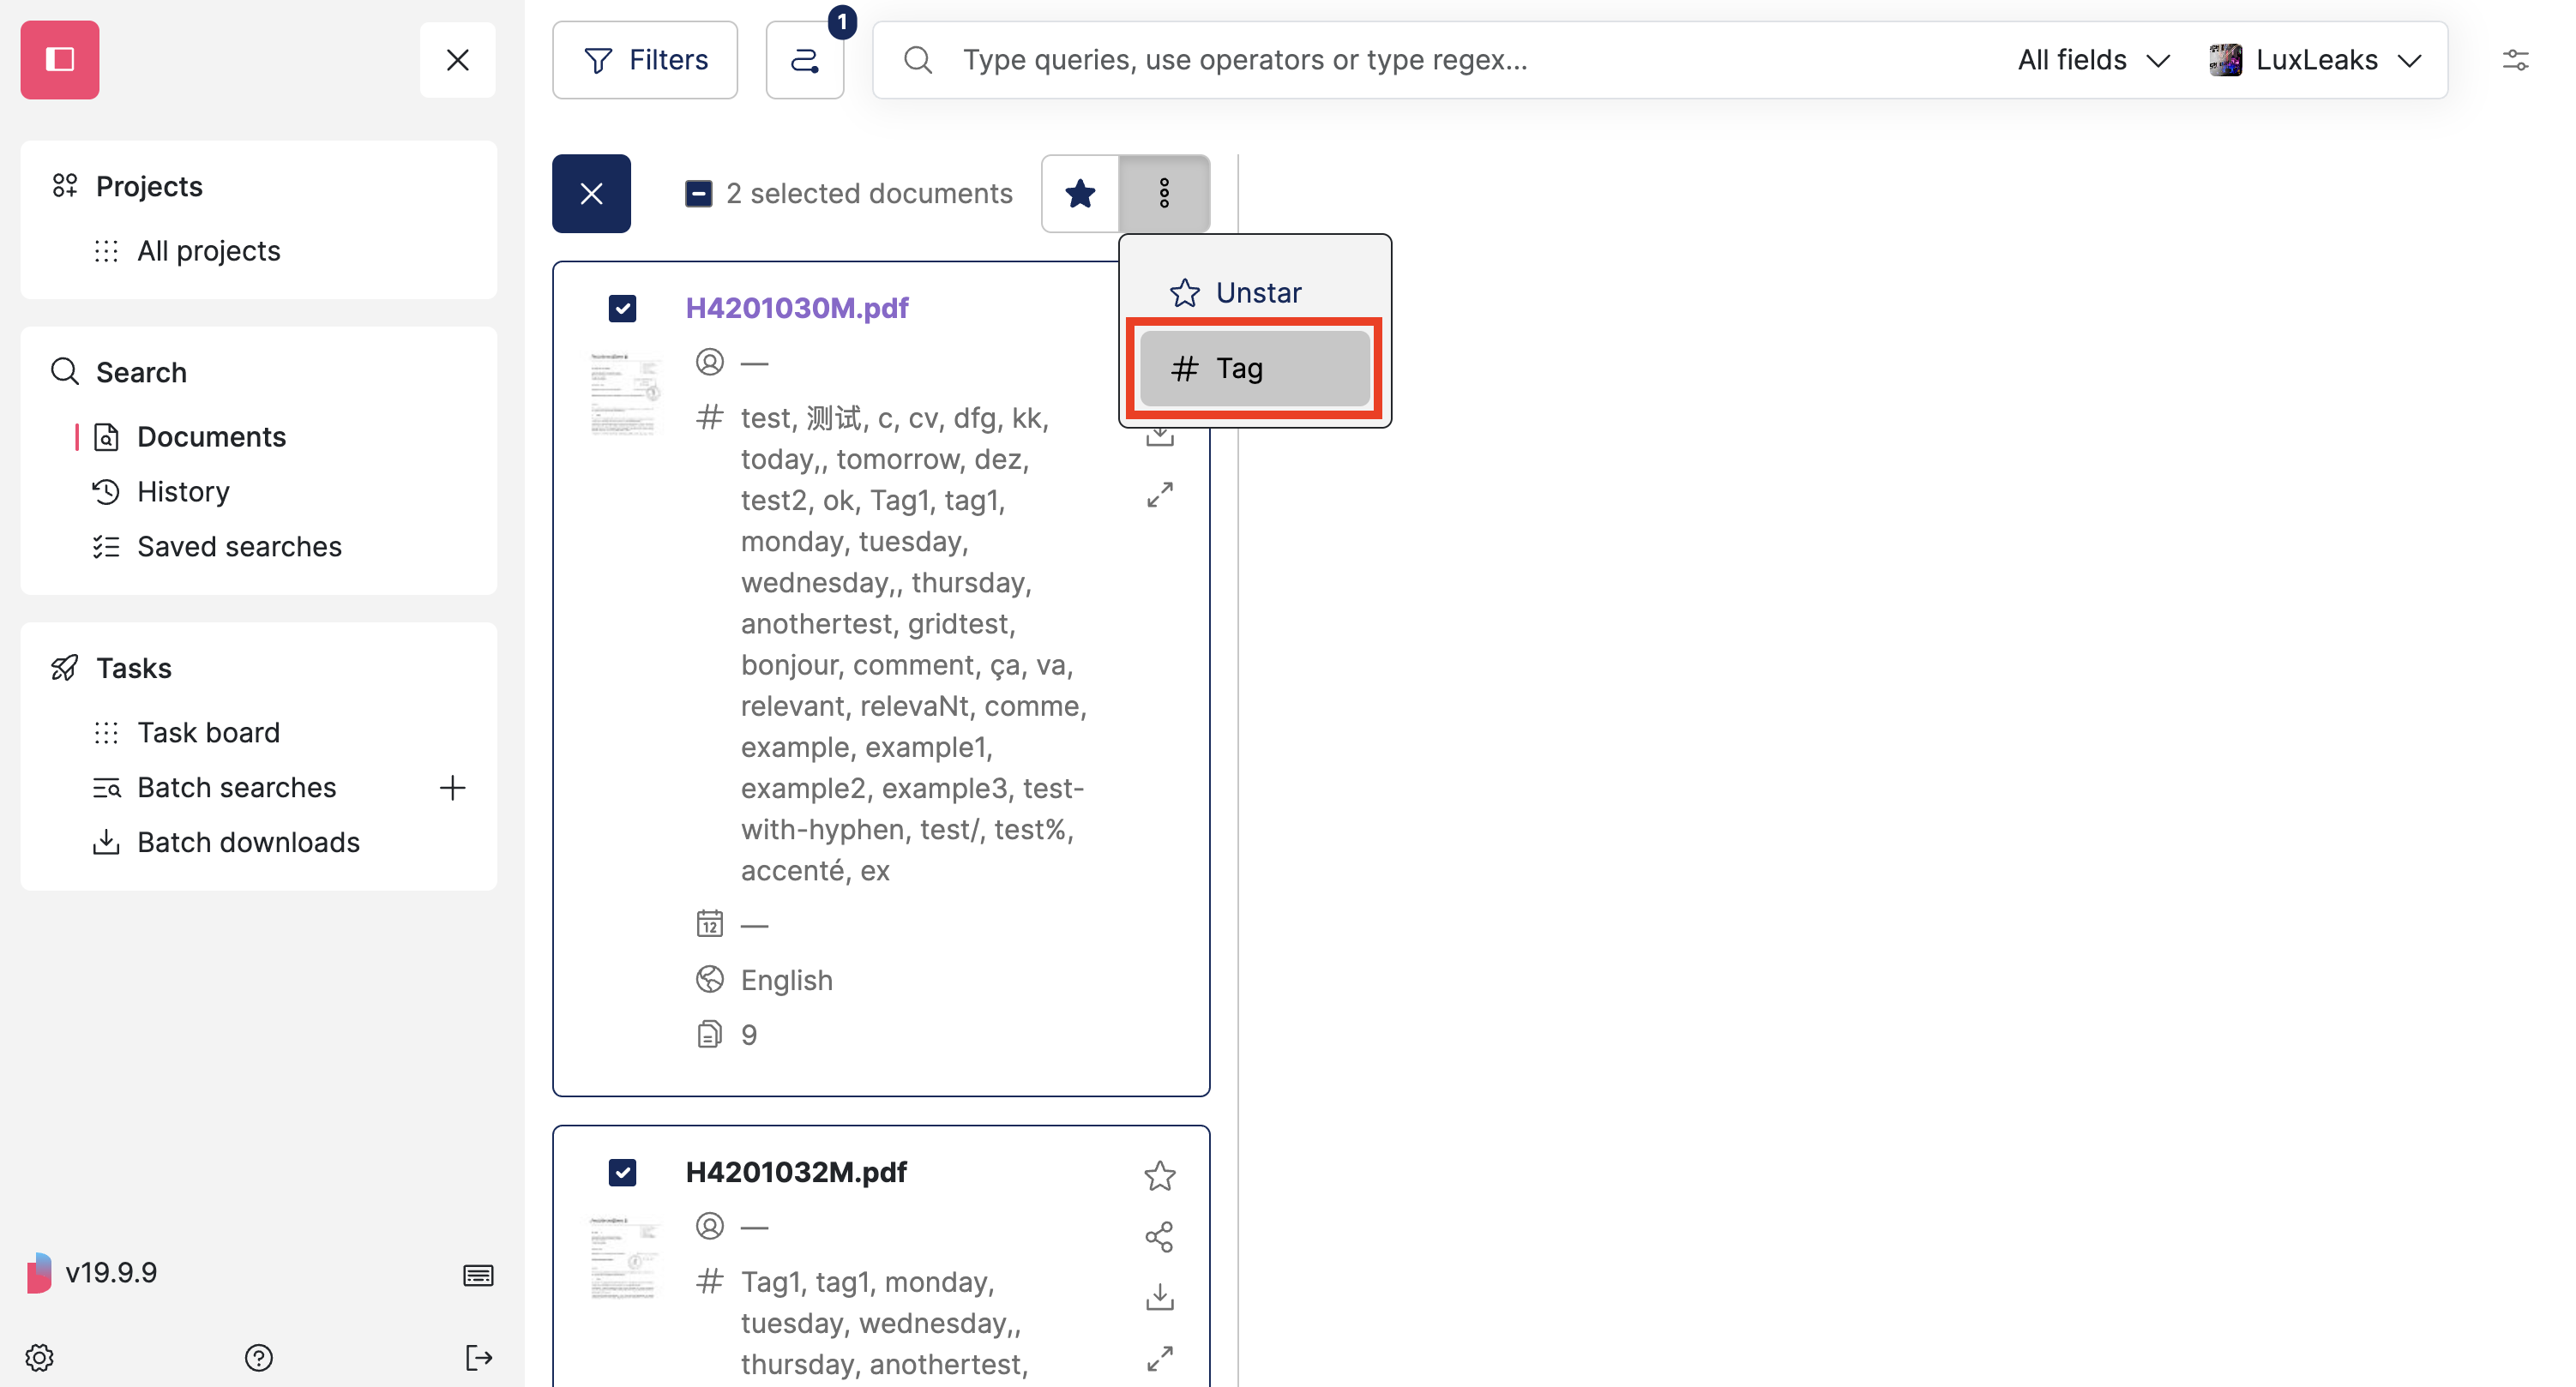 Filters
1
Type queries, use operators or type regex...
All fields
LuxLeaks
Projects
All projects
Search
Documents
History
Saved searches
Tasks
Task board
Batch searches
Batch downloads
v19.9.9
2 selected documents
Unstar
# Tag
H4201030M.pdf
—
# test, 测试, c, cv, dfg, kk,
today,, tomorrow, dez,
test2, ok, Tag1, tag1,
monday, tuesday,
wednesday,, thursday,
anothertest, gridtest,
bonjour, comment, ça, va,
relevant, relevaNt, comme,
example, example1,
example2, example3, test-
with-hyphen, test/, test%,
accenté, ex
12 —
English
9
H4201032M.pdf
—
# Tag1, tag1, monday,
tuesday, wednesday,,
thursday, anothertest,